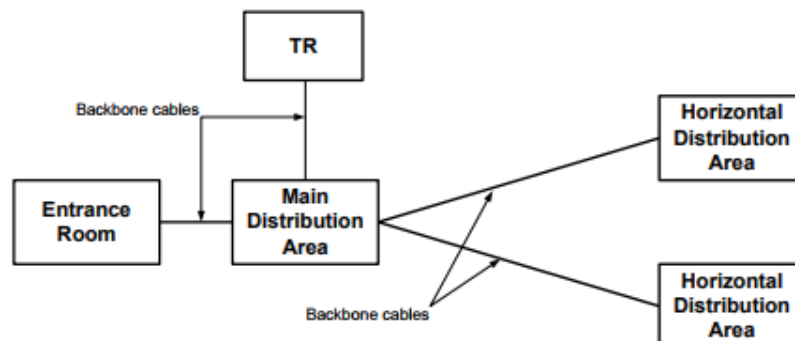 TR
Backbone cables
Horizontal
Distribution
Area
Entrance
Room
Main
Distribution
Area
Horizontal
Distribution
Area
Backbone cables